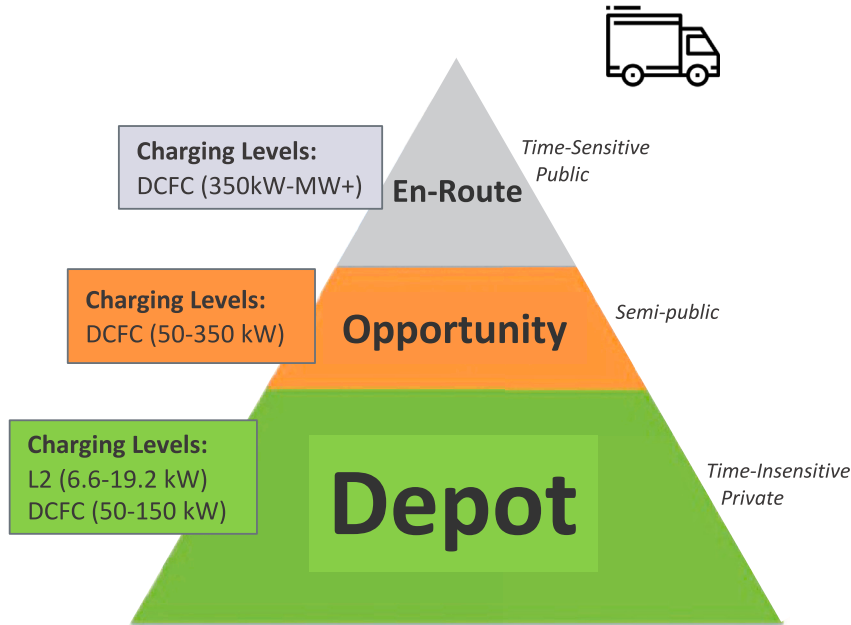 Charging Levels:
DCFC (350kW-MW+)
En-Route
Time-Sensitive
Public
Charging Levels:
DCFC (50-350 kW)
Opportunity
Semi-public
Charging Levels:
L2 (6.6-19.2 kW)
DCFC (50-150 kW)
Depot
Time-Insensitive
Private